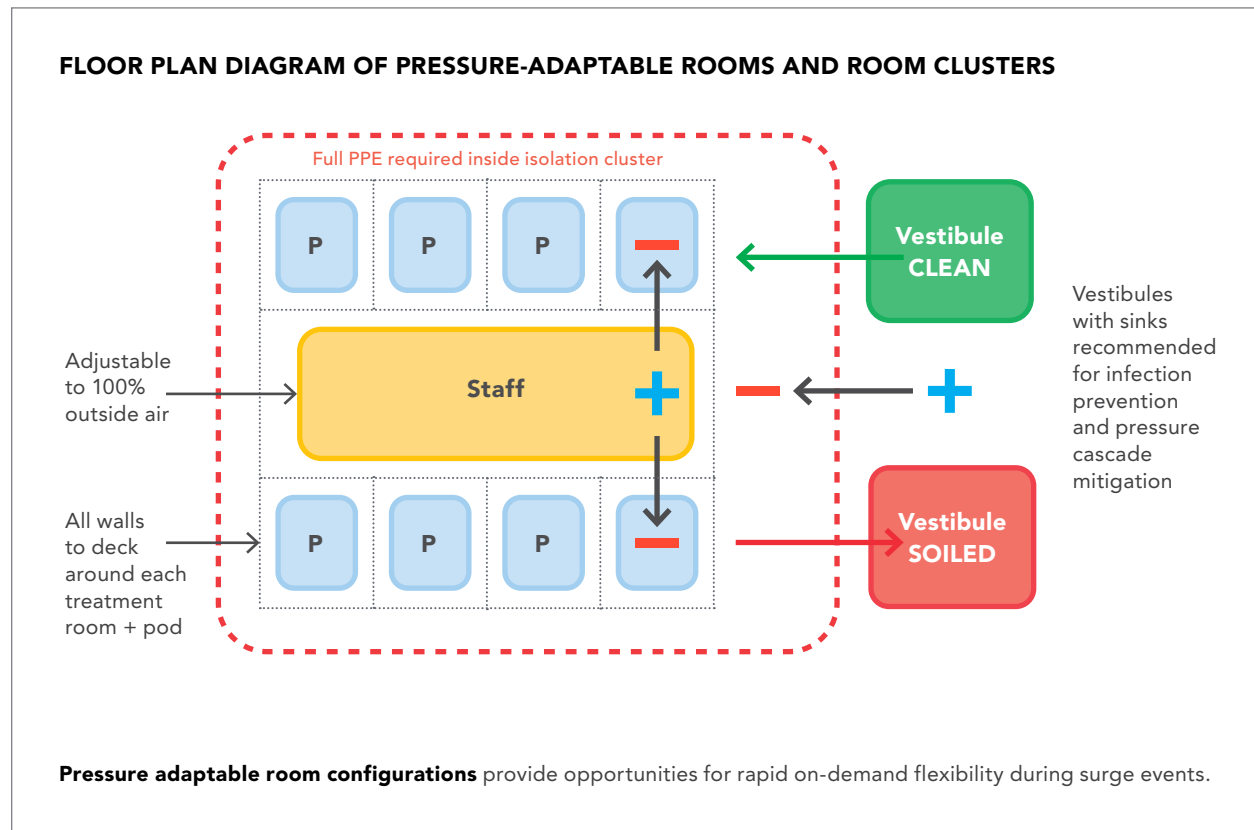 FLOOR PLAN DIAGRAM OF PRESSURE-ADAPTABLE ROOMS AND ROOM CLUSTERS
Full PPE required inside isolation cluster
P
P
P
Vestibule
CLEAN
Adjustable
to 100%
outside air
Staff
Vestibules
with sinks
recommended
for infection
prevention
and pressure
cascade
mitigation
All walls
to deck
around each
treatment
room + pod
P
P
P
Vestibule
SOILED
Pressure adaptable room configurations provide opportunities for rapid on-demand flexibility during surge events.